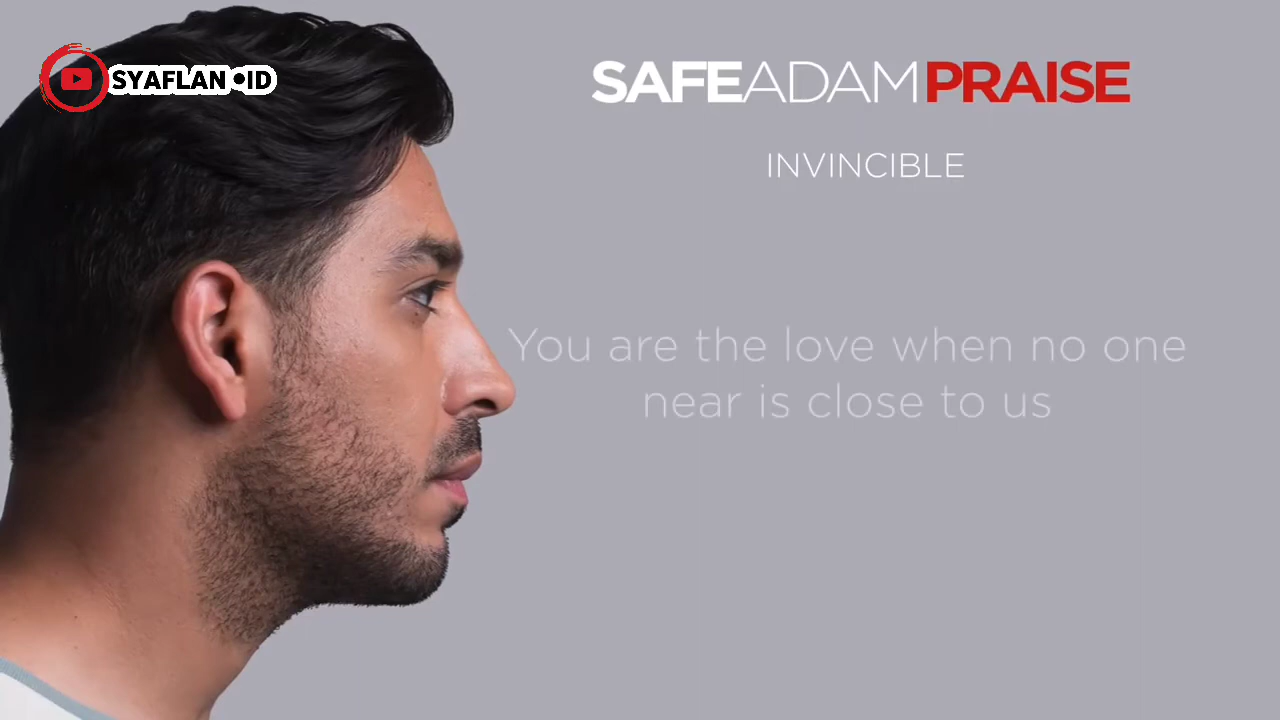 SYAFLAN•ID
SAFEADAMPRAISE
INVINCIBLE
You are the love when no one
near is close to us